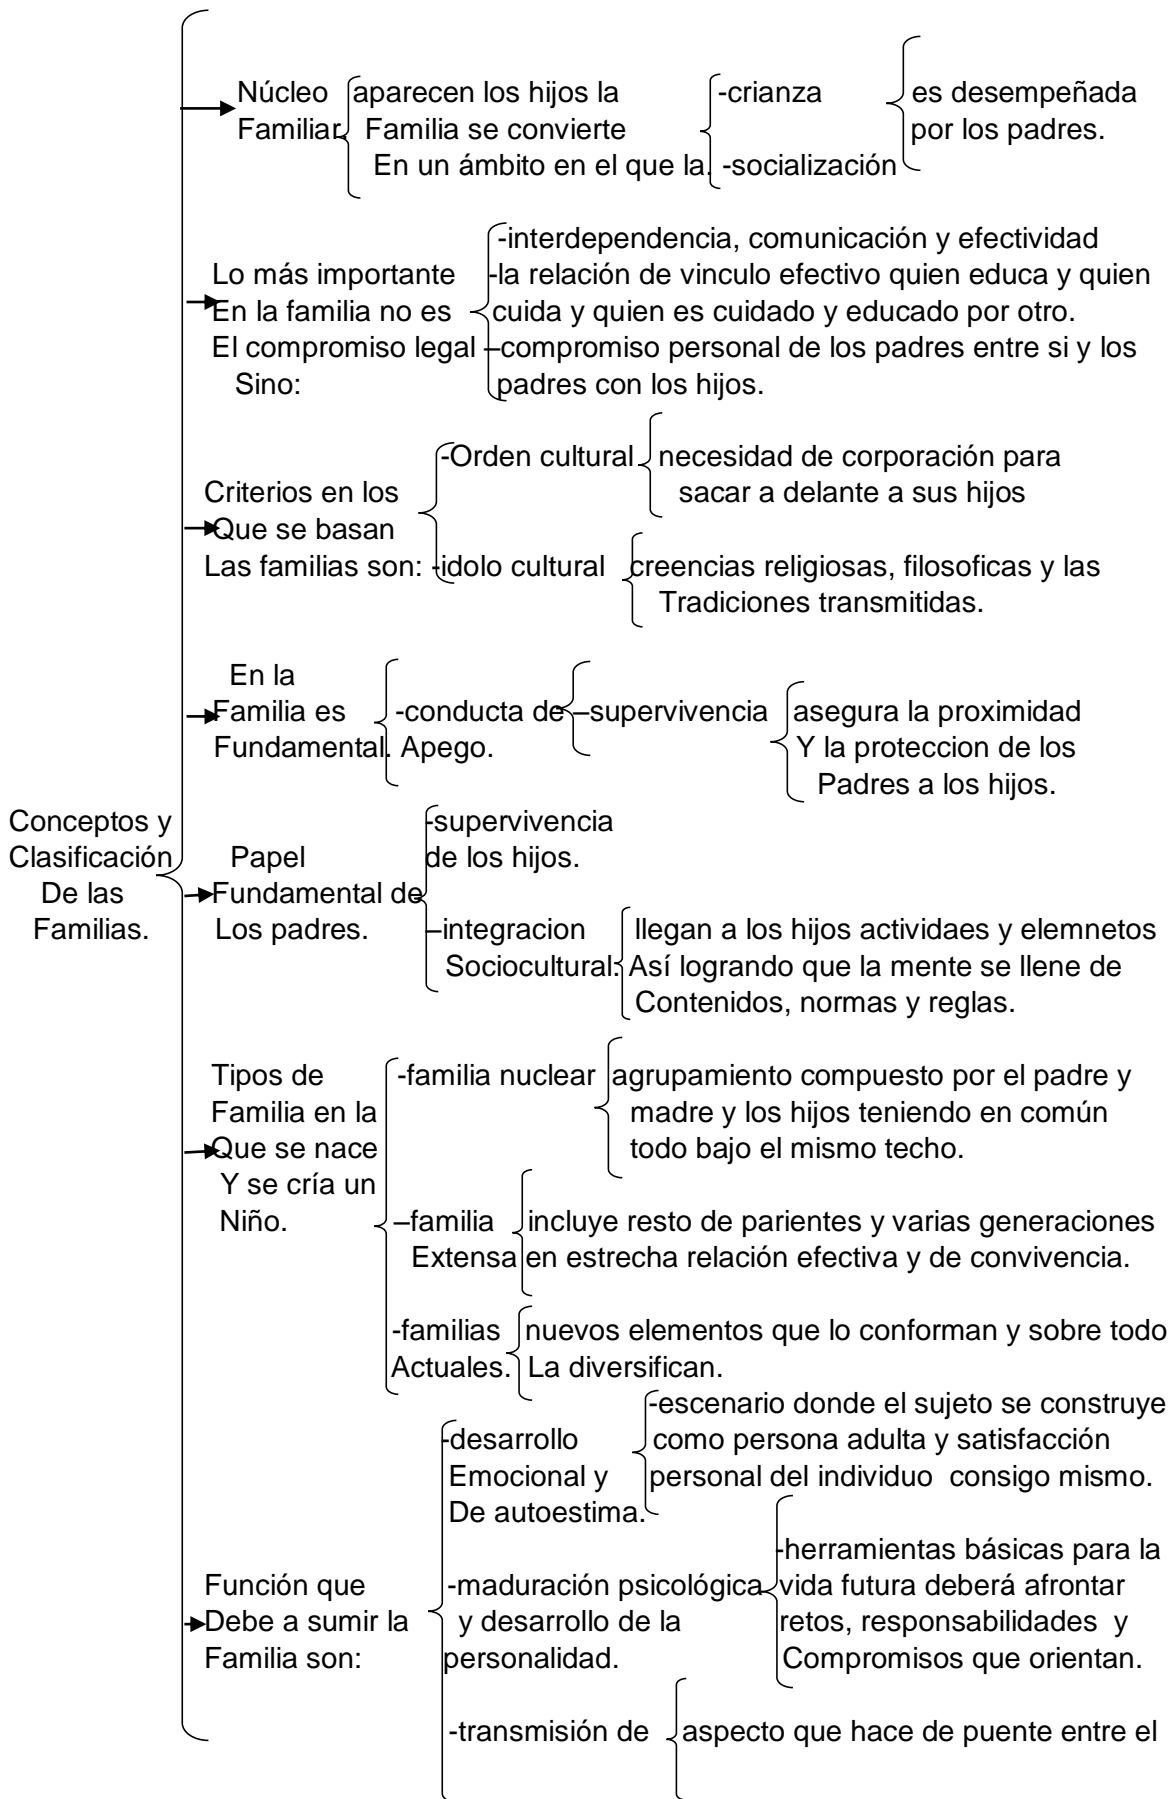 Núcleo
Familiar.
aparecen los hijos la
Familia se convierte
En un ámbito en el que la.
-crianza
-socialización
es desempeñada
por los padres.
Lo más importante
En la familia no es
El compromiso legal
Sino:
-interdependencia, comunicación y efectividad
-la relación de vinculo efectivo quien educa y quien
cuida y quien es cuidado y educado por otro.
–compromiso personal de los padres entre si y los
padres con los hijos.
Criterios en los
Que se basan
Las familias son:
-Orden cultural
necesidad de corporación para
sacar a delante a sus hijos
-idolo cultural
creencias religiosas, filosoficas y las
Tradiciones transmitidas.
En la
Familia es
Fundamental.
-conducta de
Apego.
–supervivencia
asegura la proximidad
Y la proteccion de los
Padres a los hijos.
Conceptos y
Clasificación
De las
Familias.
Papel
Fundamental de
Los padres.
-supervivencia
de los hijos.
–integracion
Sociocultural.
llegan a los hijos actividaes y elemnetos
Así logrando que la mente se llene de
Contenidos, normas y reglas.
Tipos de
Familia en la
Que se nace
Y se cría un
Niño.
-familia nuclear
agrupamiento compuesto por el padre y
madre y los hijos teniendo en común
todo bajo el mismo techo.
–familia
Extensa
incluye resto de parientes y varias generaciones
en estrecha relación efectiva y de convivencia.
-familias
Actuales.
nuevos elementos que lo conforman y sobre todo
La diversifican.
Función que
Debe a sumir la
Familia son:
-desarrollo
Emocional y
De autoestima.
-escenario donde el sujeto se construye
como persona adulta y satisfacción
personal del individuo consigo mismo.
-maduración psicológica
y desarrollo de la
personalidad.
-herramientas básicas para la
vida futura deberá afrontar
retos, responsabilidades y
Compromisos que orientan.
-transmisión de
aspecto que hace de puente entre el